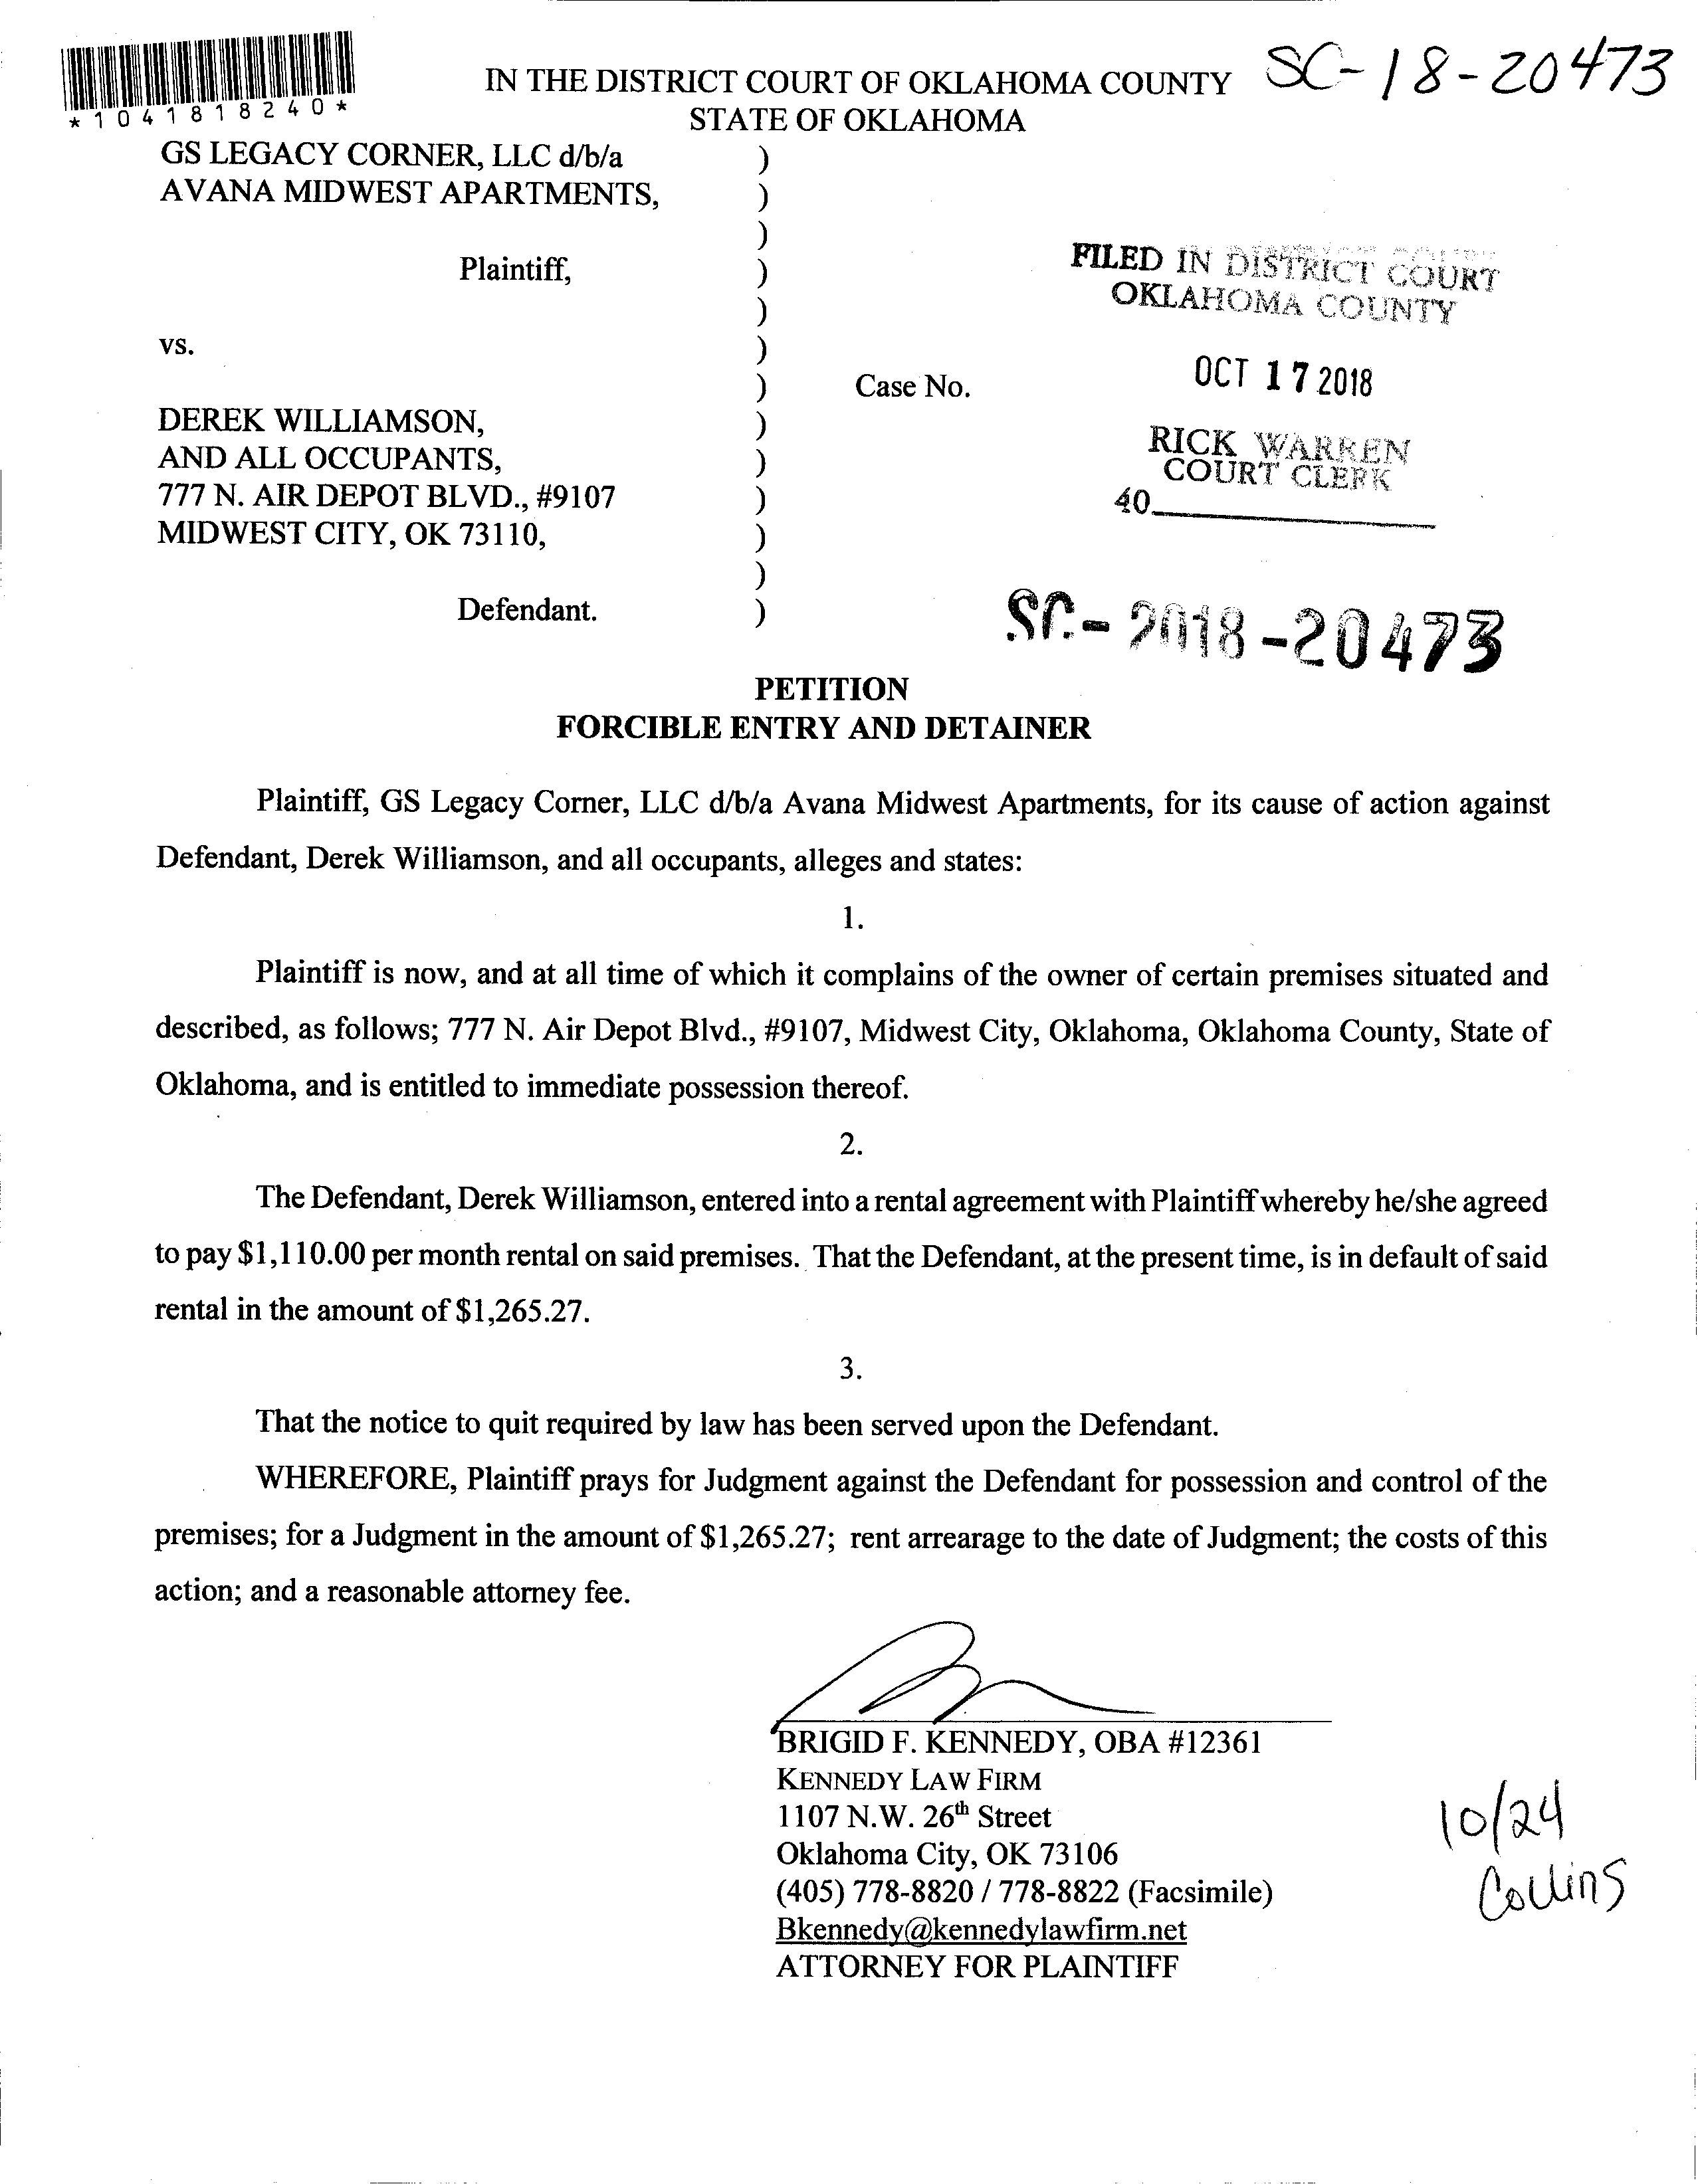 SC-18-20473
*1041818240*
IN THE DISTRICT COURT OF OKLAHOMA COUNTY
STATE OF OKLAHOMA
GS LEGACY CORNER, LLC d/b/a )
AVANA MIDWEST APARTMENTS, )
)
Plaintiff, )
)
vs. )
) Case No.
DEREK WILLIAMSON, )
AND ALL OCCUPANTS, )
777 N. AIR DEPOT BLVD., #9107 )
MIDWEST CITY, OK 73110, )
)
Defendant. )
FILED IN DISTRICT COURT
OKLAHOMA COUNTY
OCT 17 2018
RICK WARREN
COURT CLERK
40
SC-2018-20473
PETITION
FORCIBLE ENTRY AND DETAINER
Plaintiff, GS Legacy Corner, LLC d/b/a Avana Midwest Apartments, for its cause of action against
Defendant, Derek Williamson, and all occupants, alleges and states:
1.
Plaintiff is now, and at all time of which it complains of the owner of certain premises situated and
described, as follows; 777 N. Air Depot Blvd., #9107, Midwest City, Oklahoma, Oklahoma County, State of
Oklahoma, and is entitled to immediate possession thereof.
2.
The Defendant, Derek Williamson, entered into a rental agreement with Plaintiff whereby he/she agreed
to pay $1,110.00 per month rental on said premises. That the Defendant, at the present time, is in default of said
rental in the amount of $1,265.27.
3.
That the notice to quit required by law has been served upon the Defendant.
WHEREFORE, Plaintiff prays for Judgment against the Defendant for possession and control of the
premises; for a Judgment in the amount of $1,265.27; rent arrearage to the date of Judgment; the costs of this
action; and a reasonable attorney fee.
BRIGID F. KENNEDY, OBA #12361
KENNEDY LAW FIRM
1107 N.W. 26th Street
Oklahoma City, OK 73106
(405) 778-8820 / 778-8822 (Facsimile)
Bkennedy@kennedylawfirm.net
ATTORNEY FOR PLAINTIFF
10/24
Collins